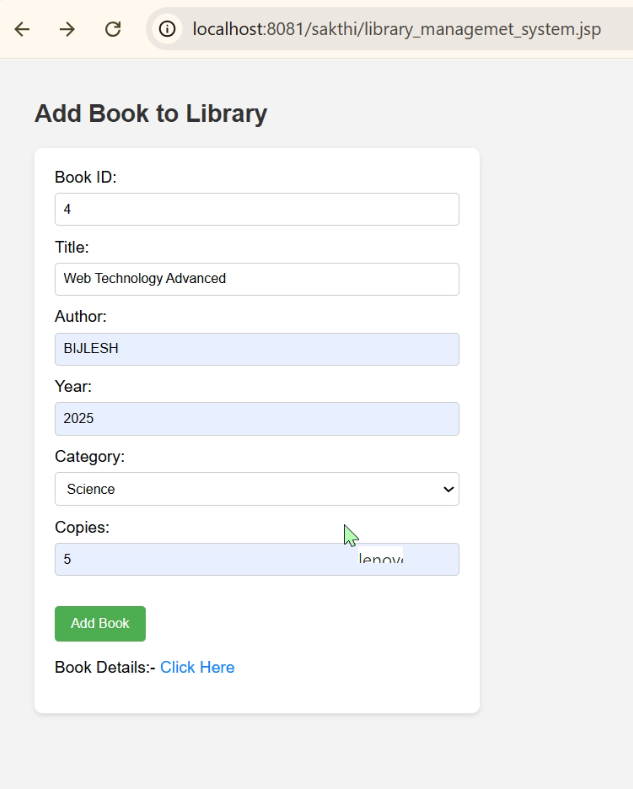 localhost:8081/sakthi/library_managemet_system.jsp
Add Book to Library
Book ID:
4
Title:
Web Technology Advanced
Author:
BIJLESH
Year:
2025
Category:
Science
Copies:
5
Add Book
Book Details:- Click Here